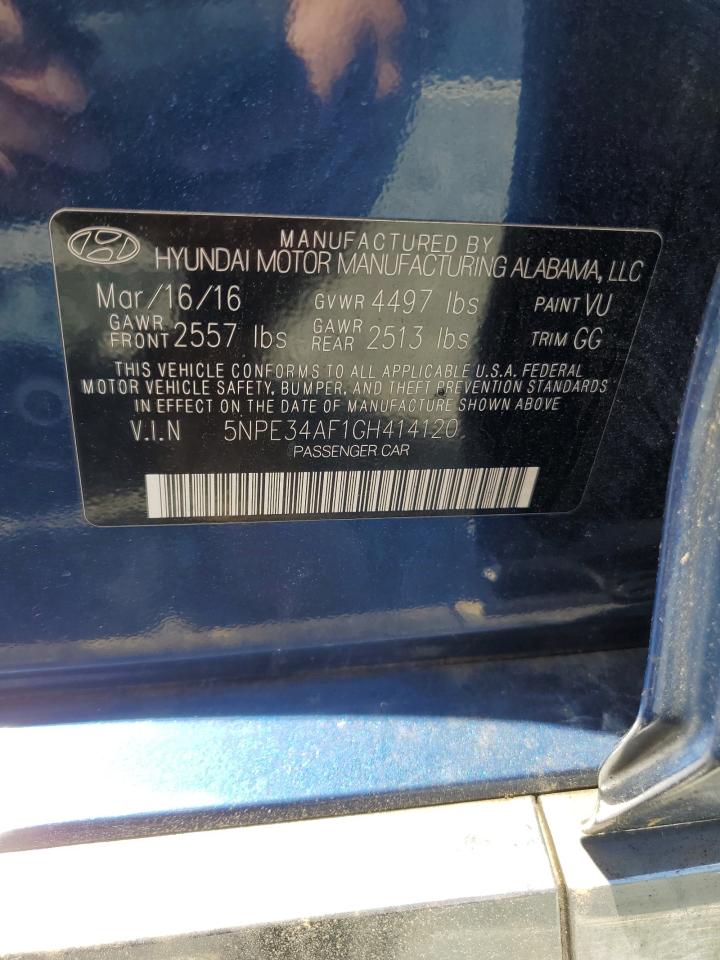 MANUFACTURED BY
HYUNDAI MOTOR MANUFACTURING ALABAMA, LLC
Mar/16/16 GVWR 4497 lbs PAINT VU
GAWR FRONT 2557 lbs GAWR REAR 2513 lbs TRIM GG
THIS VEHICLE CONFORMS TO ALL APPLICABLE U.S.A. FEDERAL
MOTOR VEHICLE SAFETY, BUMPER, AND THEFT PREVENTION STANDARDS
IN EFFECT ON THE DATE OF MANUFACTURE SHOWN ABOVE.
V.I.N 5NPE34AF1GH414120
PASSENGER CAR